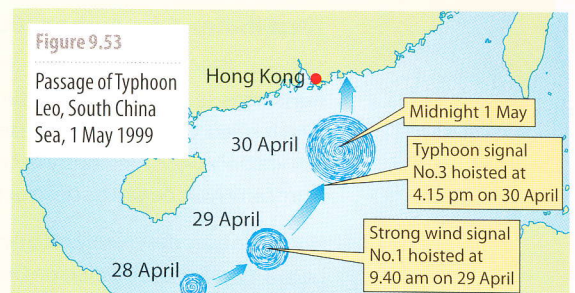 Figure 9.53
Passage of Typhoon
Leo, South China
Sea, 1 May 1999
Hong Kong
Midnight 1 May
30 April
Typhoon signal
No.3 hoisted at
4.15 pm on 30 April
29 April
Strong wind signal
No.1 hoisted at
9.40 am on 29 April
28 April